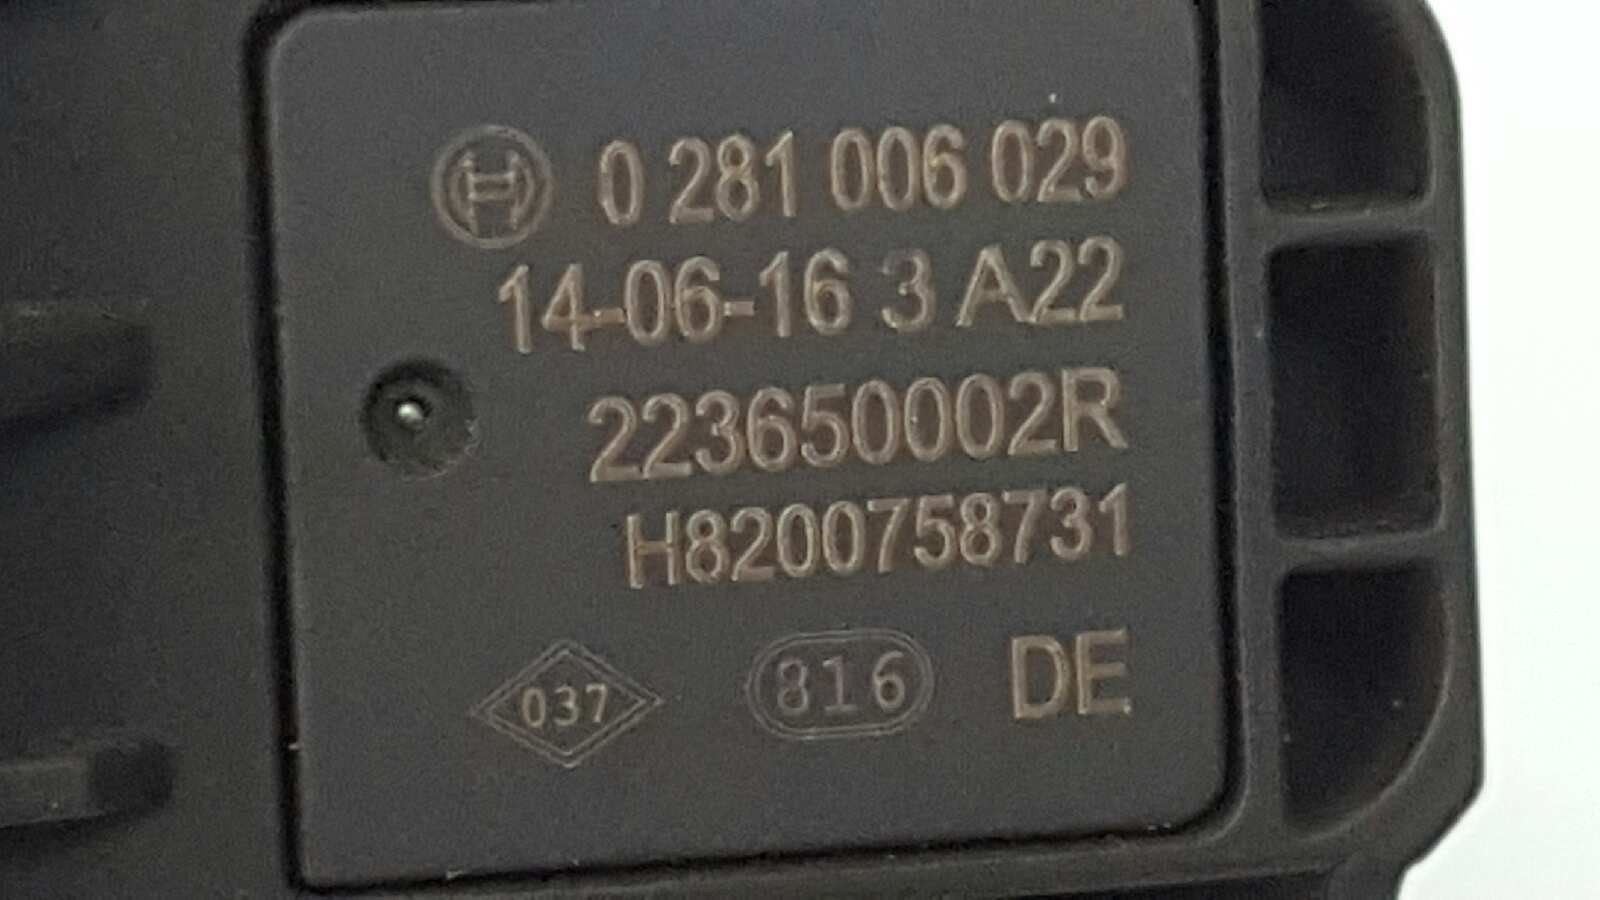 0 281 006 029
14-06-16 3 A22
223650002R
H8200758731
037 816 DE